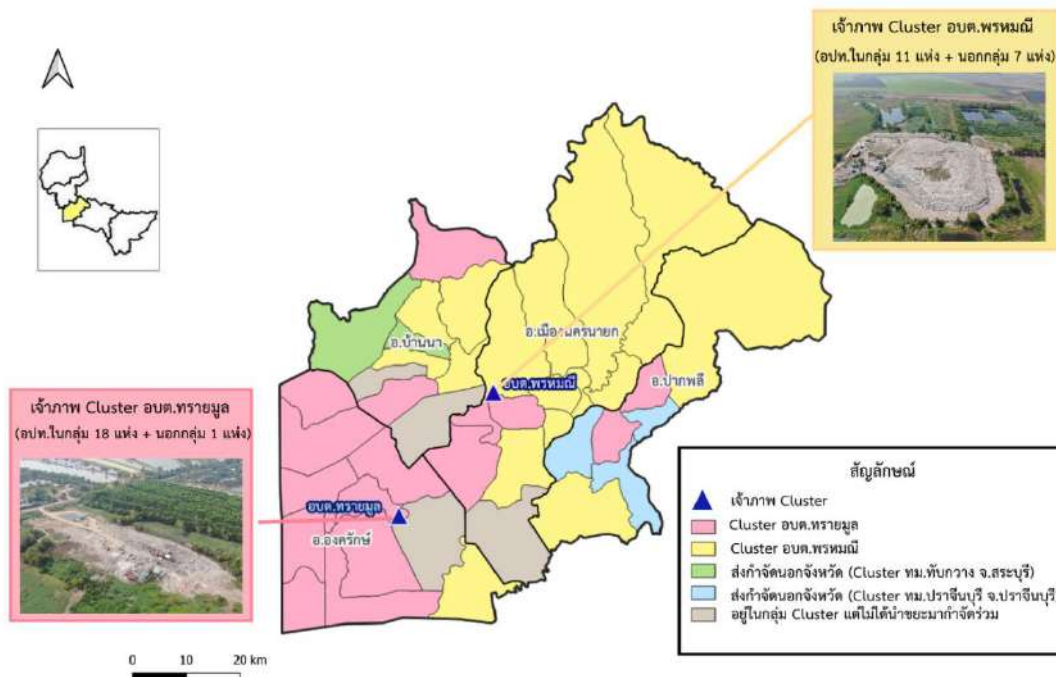 เจ้าภาพ Cluster อบต.พรหมณี
(อปท.ในกลุ่ม 11 แห่ง + นอกกลุ่ม 7 แห่ง)
อ.บ้านนา
อ.เมืองนครนายก
อบต.พรหมณี
อ.ปากพลี
เจ้าภาพ Cluster อบต.ทรายมูล
(อปท.ในกลุ่ม 18 แห่ง + นอกกลุ่ม 1 แห่ง)
อบต.ทรายมูล
อ.องครักษ์
สัญลักษณ์
เจ้าภาพ Cluster
Cluster อบต.ทรายมูล
Cluster อบต.พรหมณี
ส่งกำจัดนอกจังหวัด (Cluster ทม.ทับกวาง จ.สระบุรี)
ส่งกำจัดนอกจังหวัด (Cluster ทม.ปราจีนบุรี จ.ปราจีนบุรี)
อยู่ในกลุ่ม Cluster แต่ไม่ได้นำขยะมากำจัดร่วม
0 10 20 km